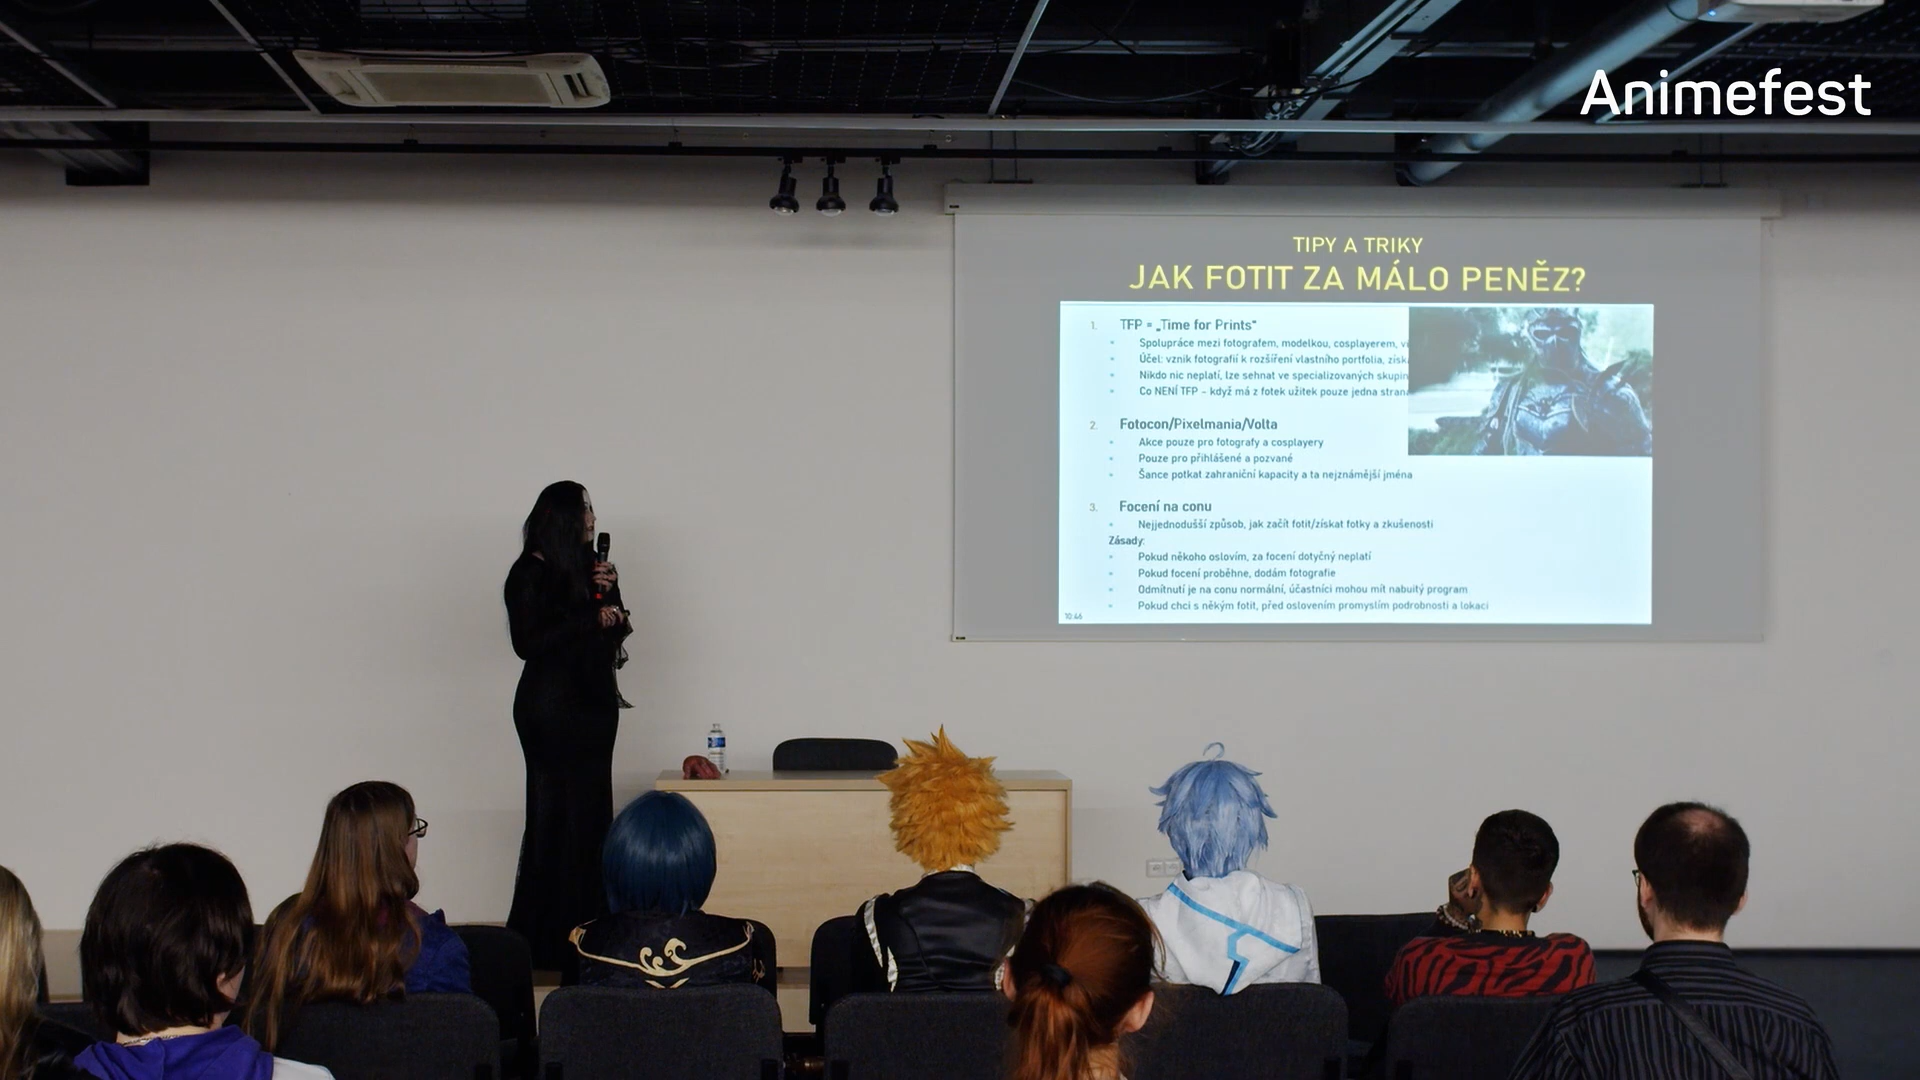 Animefest
TIPY A TRIKY
JAK FOTIT ZA MÁLO PENĚZ?
1. TFP = „Time for Prints“
Spolupráce mezi fotografem, modelkou, cosplayerem,
Účel: vznik fotografií k rozšíření vlastního portfolia,
Nikdo nic neplatí, lze sehnat ve specializovaných
Co NENÍ TFP – když má z fotek užitek pouze jedna
2. Fotocon/Pixelmania/Volta
Akce pouze pro fotografy a cosplayery
Pouze pro přihlášené a pozvané
Šance potkat zahraniční kapacity a ta nejznámější jména
3. Focení na conu
Nejjednodušší způsob, jak začít fotit/získat fotky a zkušenosti
Zásady:
Pokud někoho oslovím, za focení dotyčný neplatí
Pokud focení proběhne, dodám fotografie
Odmítnutí je na conu normální, účastníci mohou mít nabuitý program
Pokud chci s někým fotit, před oslovením promyslím podrobnosti a lokaci
10:46